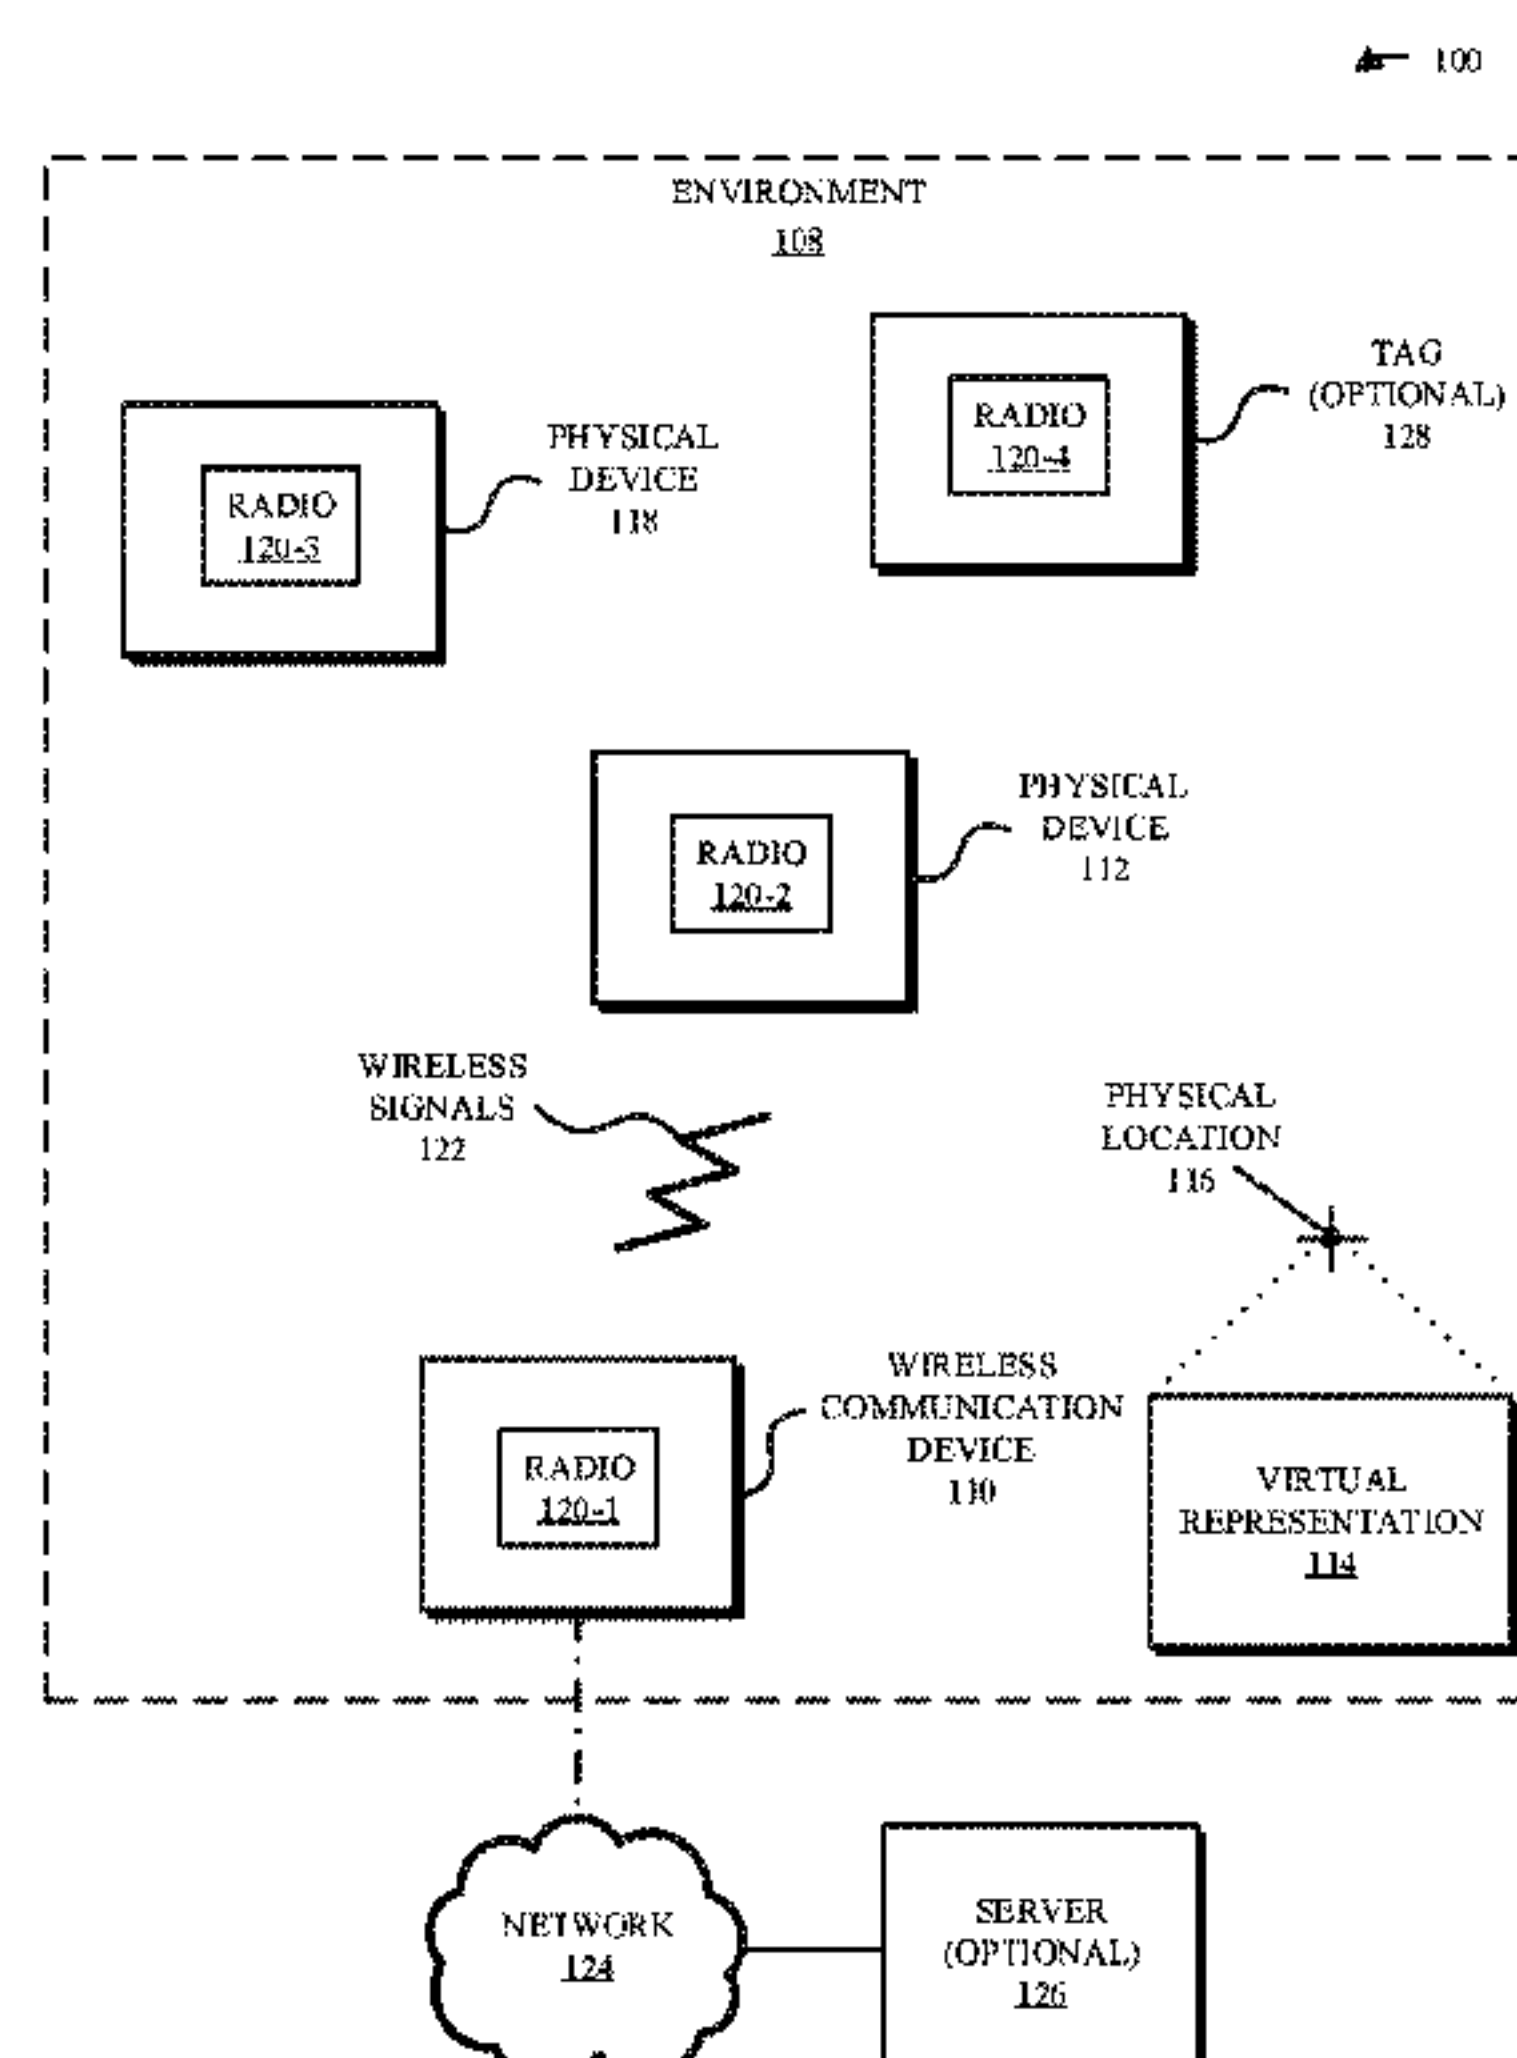 100
ENVIRONMENT
108
TAG
(OPTIONAL)
128
RADIO
120-4
PHYSICAL
DEVICE
118
RADIO
120-3
PHYSICAL
DEVICE
112
RADIO
120-2
WIRELESS
SIGNALS
122
PHYSICAL
LOCATION
116
WIRELESS
COMMUNICATION
DEVICE
110
RADIO
120-1
VIRTUAL
REPRESENTATION
114
NETWORK
124
SERVER
(OPTIONAL)
126